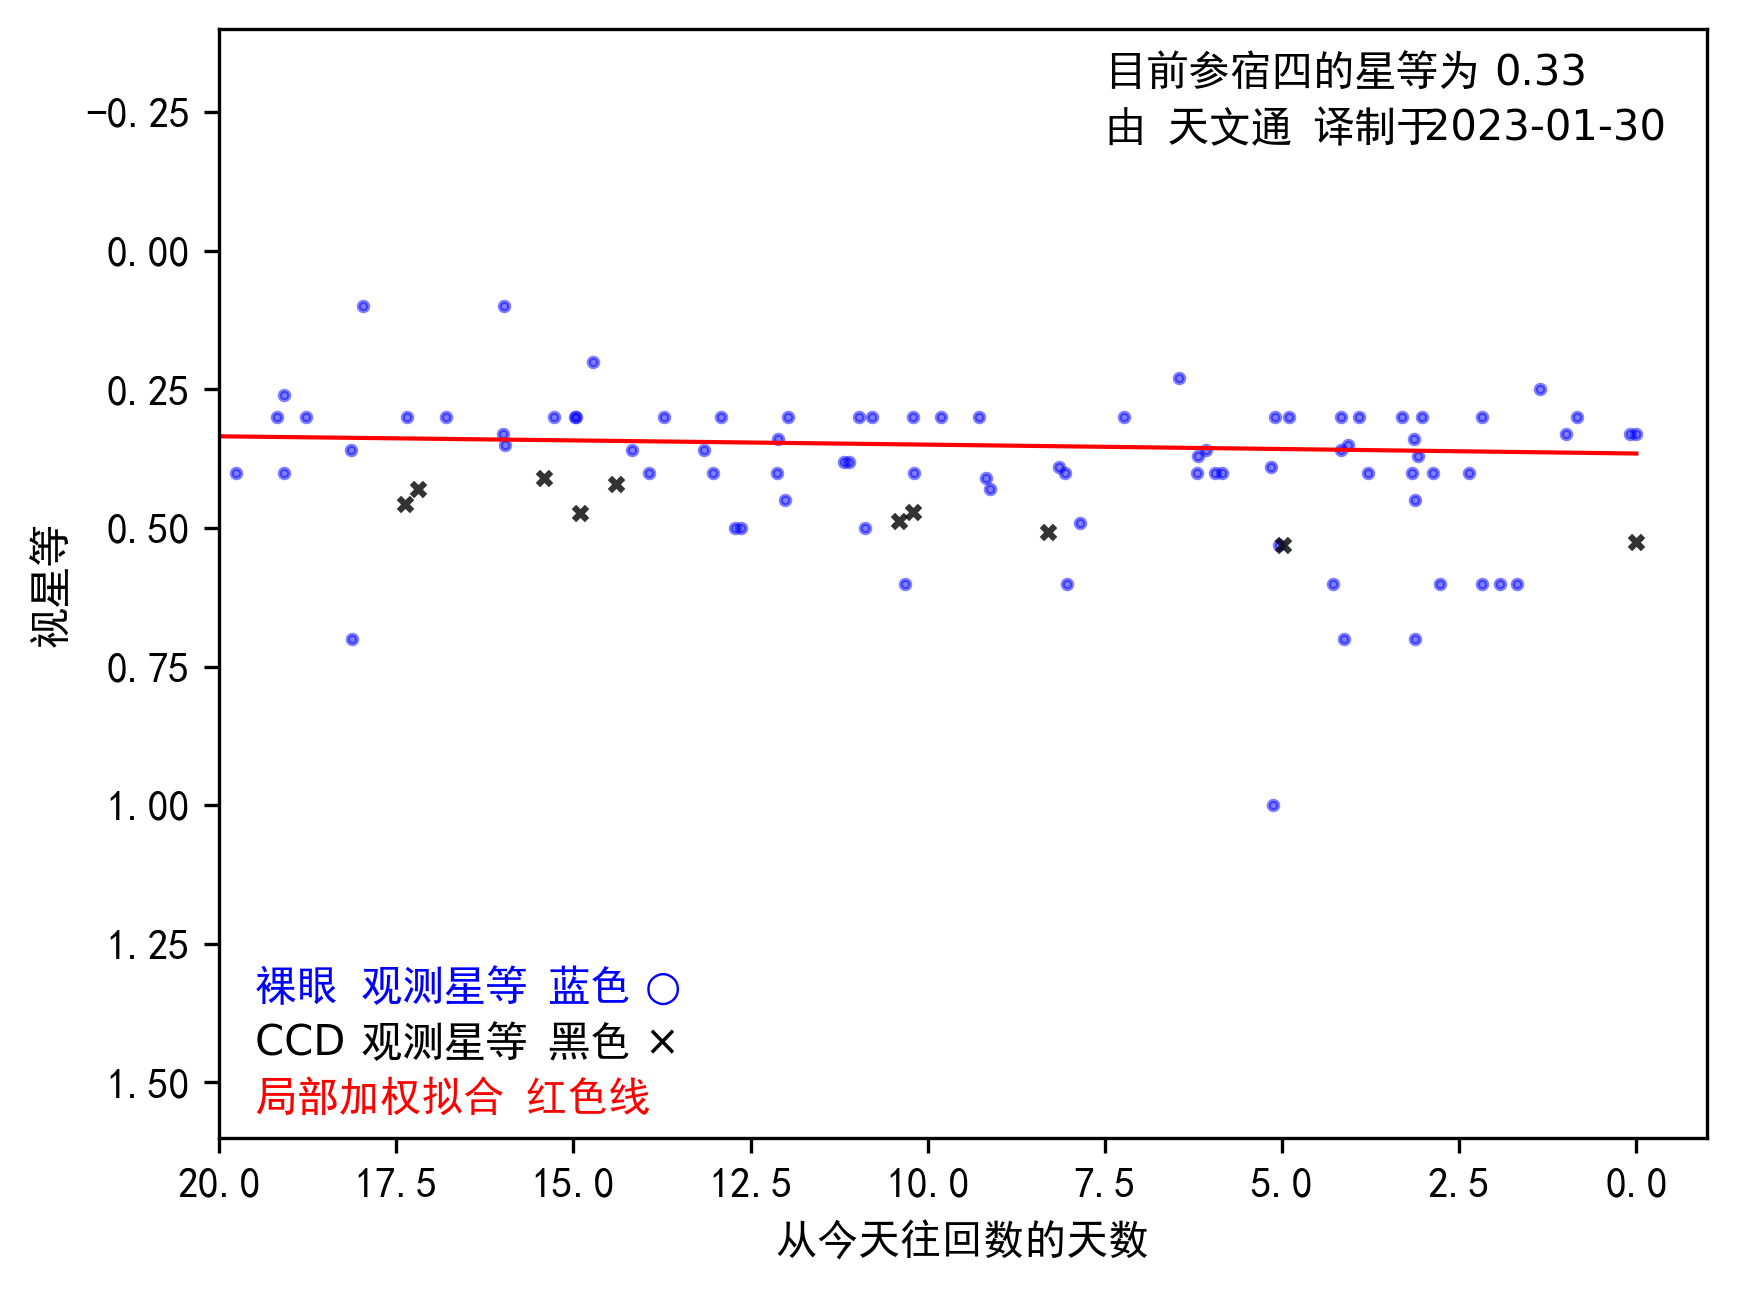 目前参宿四的星等为 0.33
由 天文通 译制于2023-01-30
−0.25
0.00
0.25
0.50
0.75
1.00
1.25
1.50
视星等
裸眼 观测星等 蓝色 ○
CCD 观测星等 黑色 ×
局部加权拟合 红色线
20.0 17.5 15.0 12.5 10.0 7.5 5.0 2.5 0.0
从今天往回数的天数